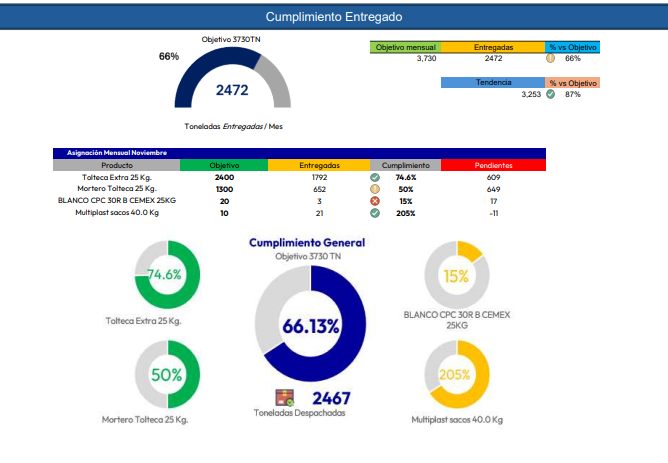 Cumplimiento Entregado
Objetivo 3730TN
66%
2472
Toneladas Entregadas / Mes
Objetivo mensual Entregadas % vs Objetivo
3,730 2472 66%
Tendencia % vs Objetivo
3,253 87%
Asignación Mensual Noviembre
Producto Objetivo Entregadas Cumplimiento Pendientes
Tolteca Extra 25 Kg. 2400 1792 74.6% 609
Mortero Tolteca 25 Kg. 1300 652 50% 649
BLANCO CPC 30R B CEMEX 25KG 20 3 15% 17
Multiplast sacos 40.0 Kg 10 21 205% -11
74.6%
Tolteca Extra 25 Kg.
50%
Mortero Tolteca 25 Kg.
Cumplimiento General
Objetivo 3730 TN
66.13%
2467
Toneladas Despachadas
15%
BLANCO CPC 30R B CEMEX
25KG
205%
Multiplast sacos 40.0 Kg